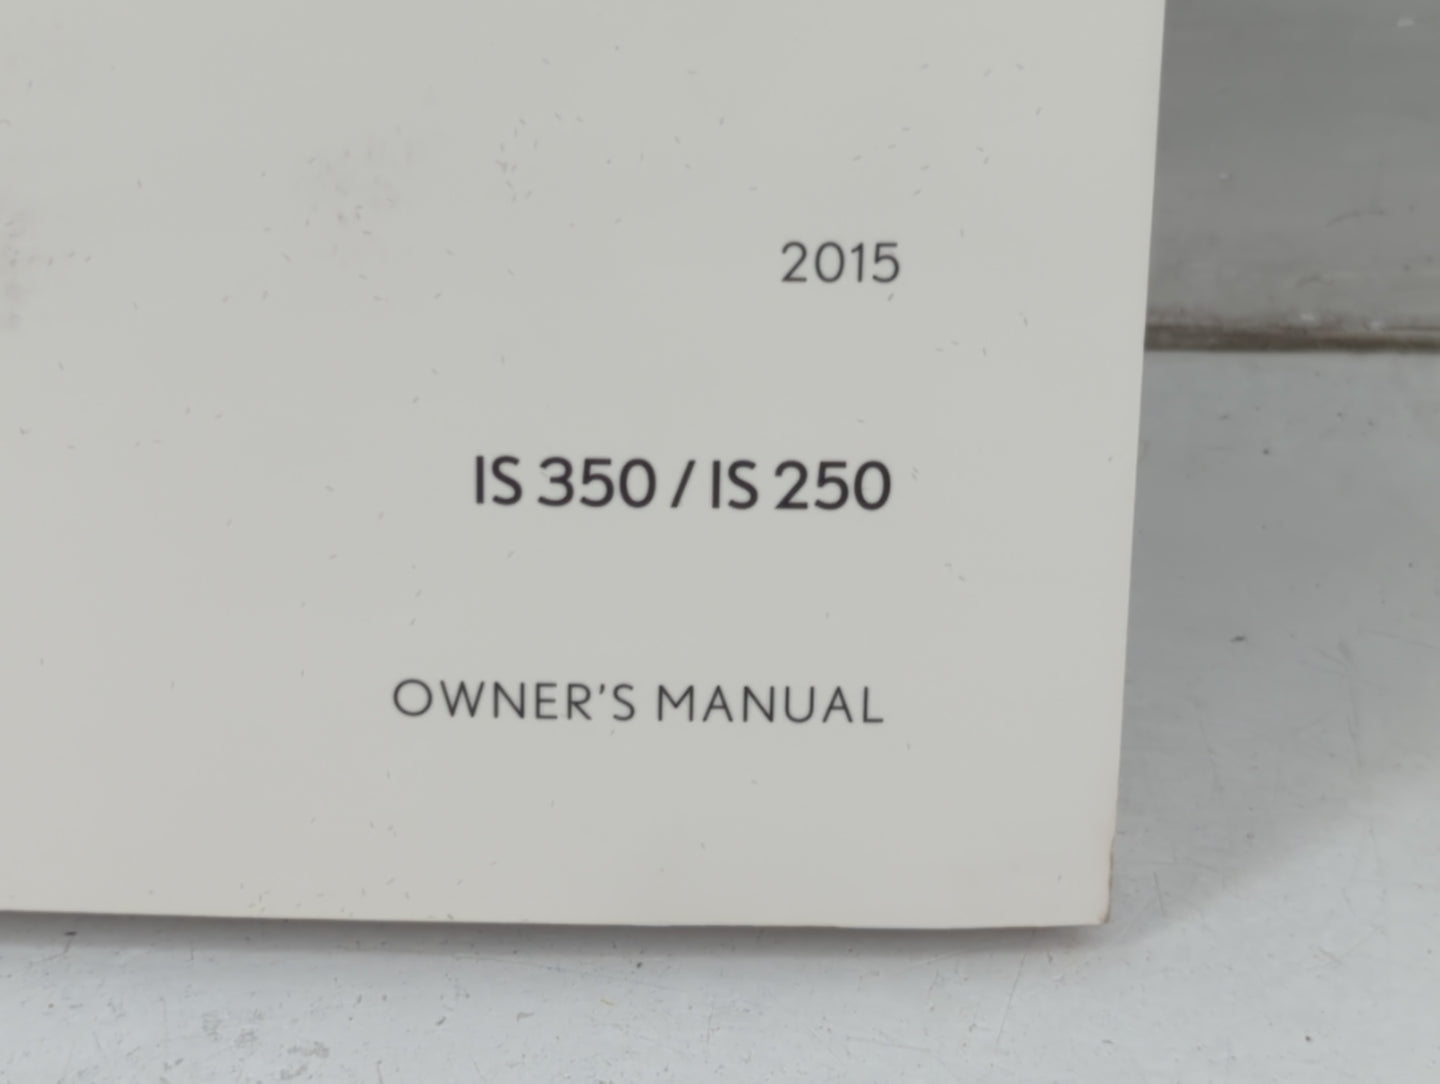 2015
IS 350 / IS 250
OWNER'S MANUAL